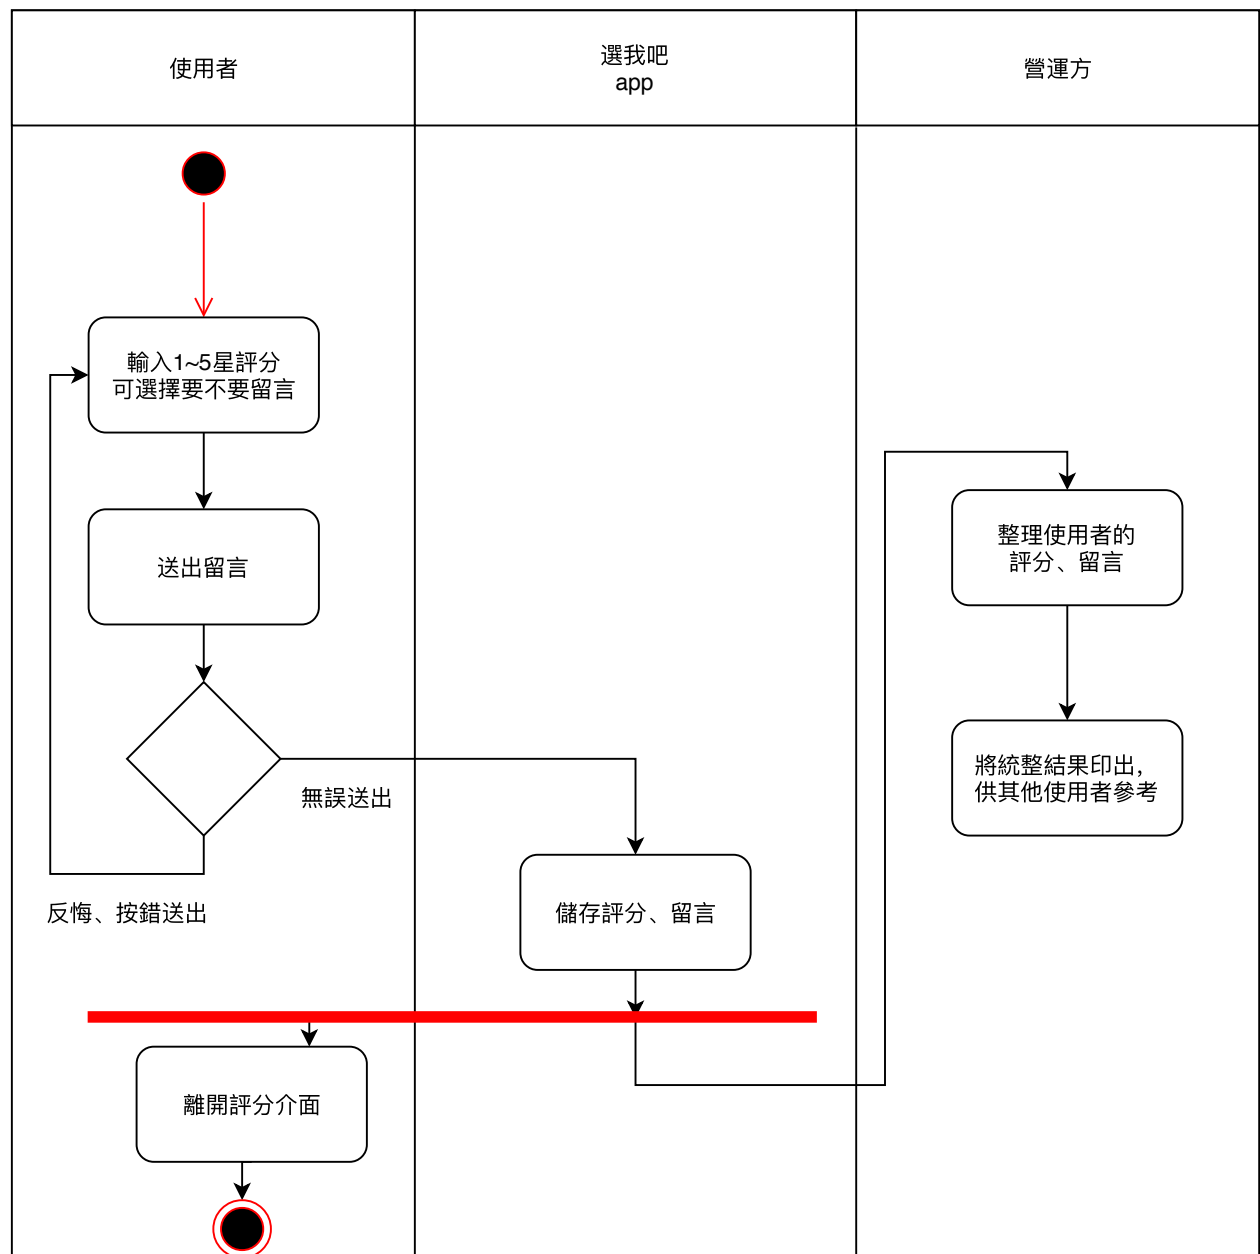 使用者
選我吧
app
營運方
輸入1~5星評分
可選擇要不要留言
送出留言
無誤送出
反悔、按錯送出
儲存評分、留言
離開評分介面
整理使用者的
評分、留言
將統整結果印出，
供其他使用者參考